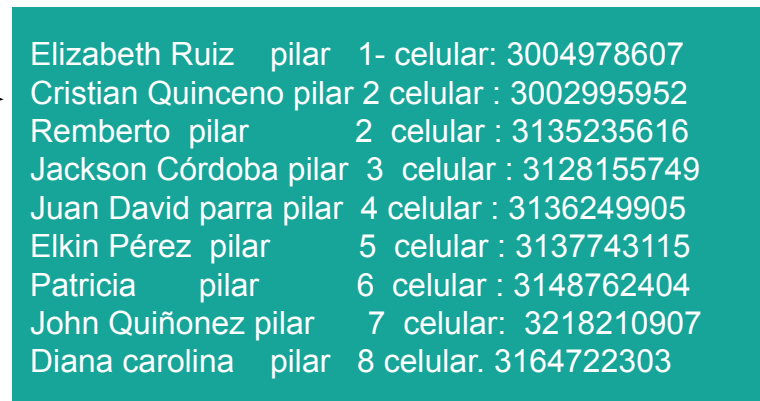 Elizabeth Ruiz pilar 1- celular: 3004978607
Cristian Quinceno pilar 2 celular : 3002995952
Remberto pilar 2 celular : 3135235616
Jackson Córdoba pilar 3 celular : 3128155749
Juan David parra pilar 4 celular : 3136249905
Elkin Pérez pilar 5 celular : 3137743115
Patricia pilar 6 celular : 3148762404
John Quiñonez pilar 7 celular: 3218210907
Diana carolina pilar 8 celular. 3164722303